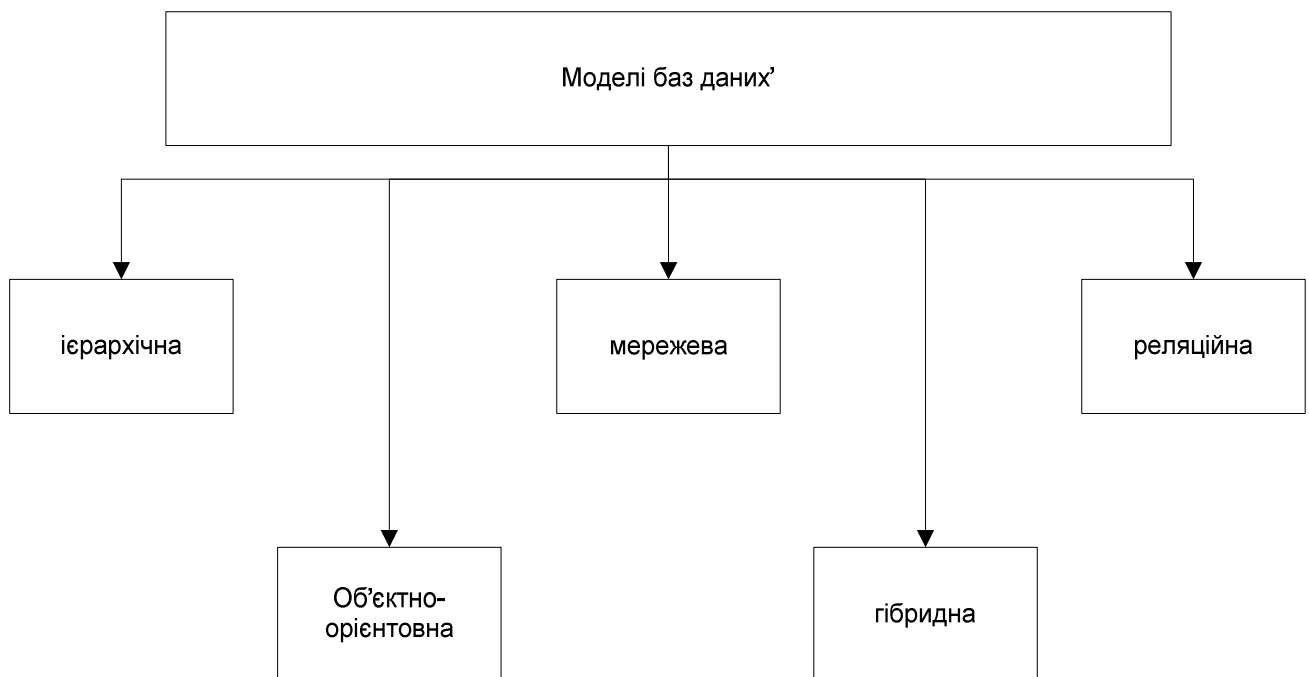 Моделі баз даних’
ієрархічна
мережева
реляційна
Об’єктно-
орієнтовна
гібридна